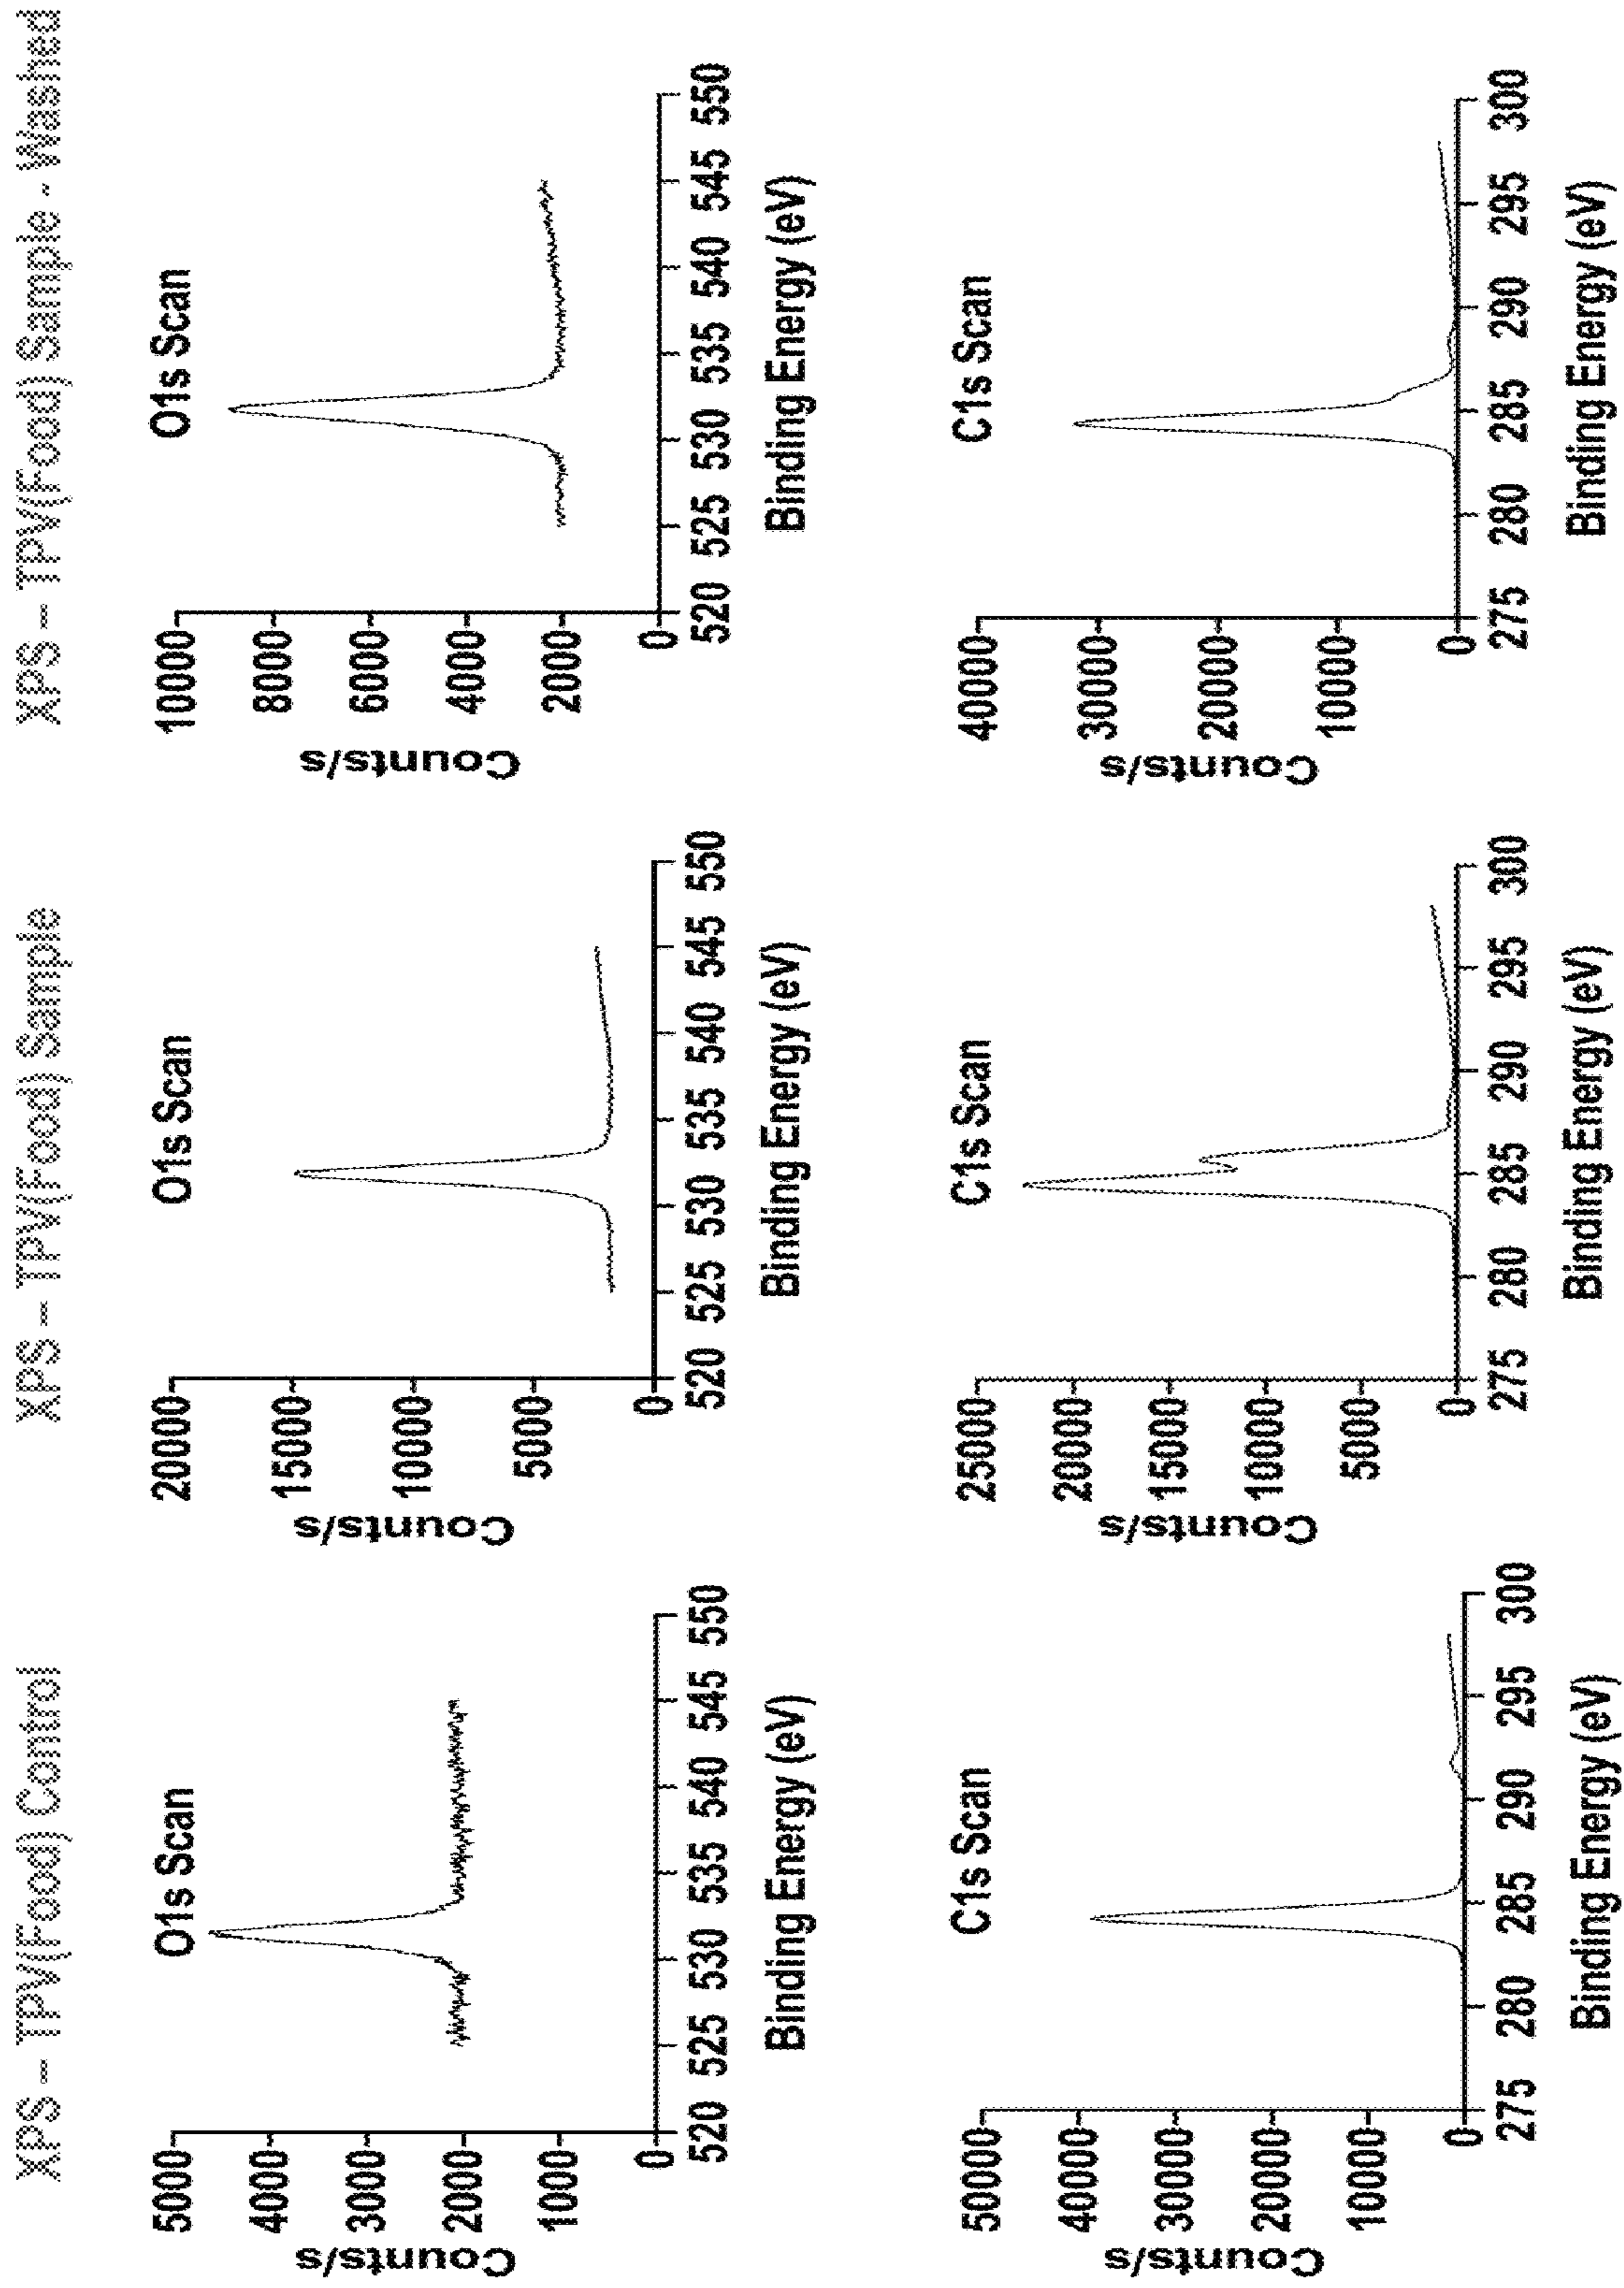 XPS – TPV(Food) Control
O1s Scan
Counts/s
5000
4000
3000
2000
1000
0
520 525 530 535 540 545 550
Binding Energy (eV)
C1s Scan
Counts/s
50000
40000
30000
20000
10000
0
275 280 285 290 295 300
Binding Energy (eV)
XPS – TPV(Food) Sample
O1s Scan
Counts/s
20000
15000
10000
5000
0
520 525 530 535 540 545 550
Binding Energy (eV)
C1s Scan
Counts/s
25000
20000
15000
10000
5000
0
275 280 285 290 295 300
Binding Energy (eV)
XPS – TPV(Food) Sample - Washed
O1s Scan
Counts/s
10000
8000
6000
4000
2000
0
520 525 530 535 540 545 550
Binding Energy (eV)
C1s Scan
Counts/s
40000
30000
20000
10000
0
275 280 285 290 295 300
Binding Energy (eV)